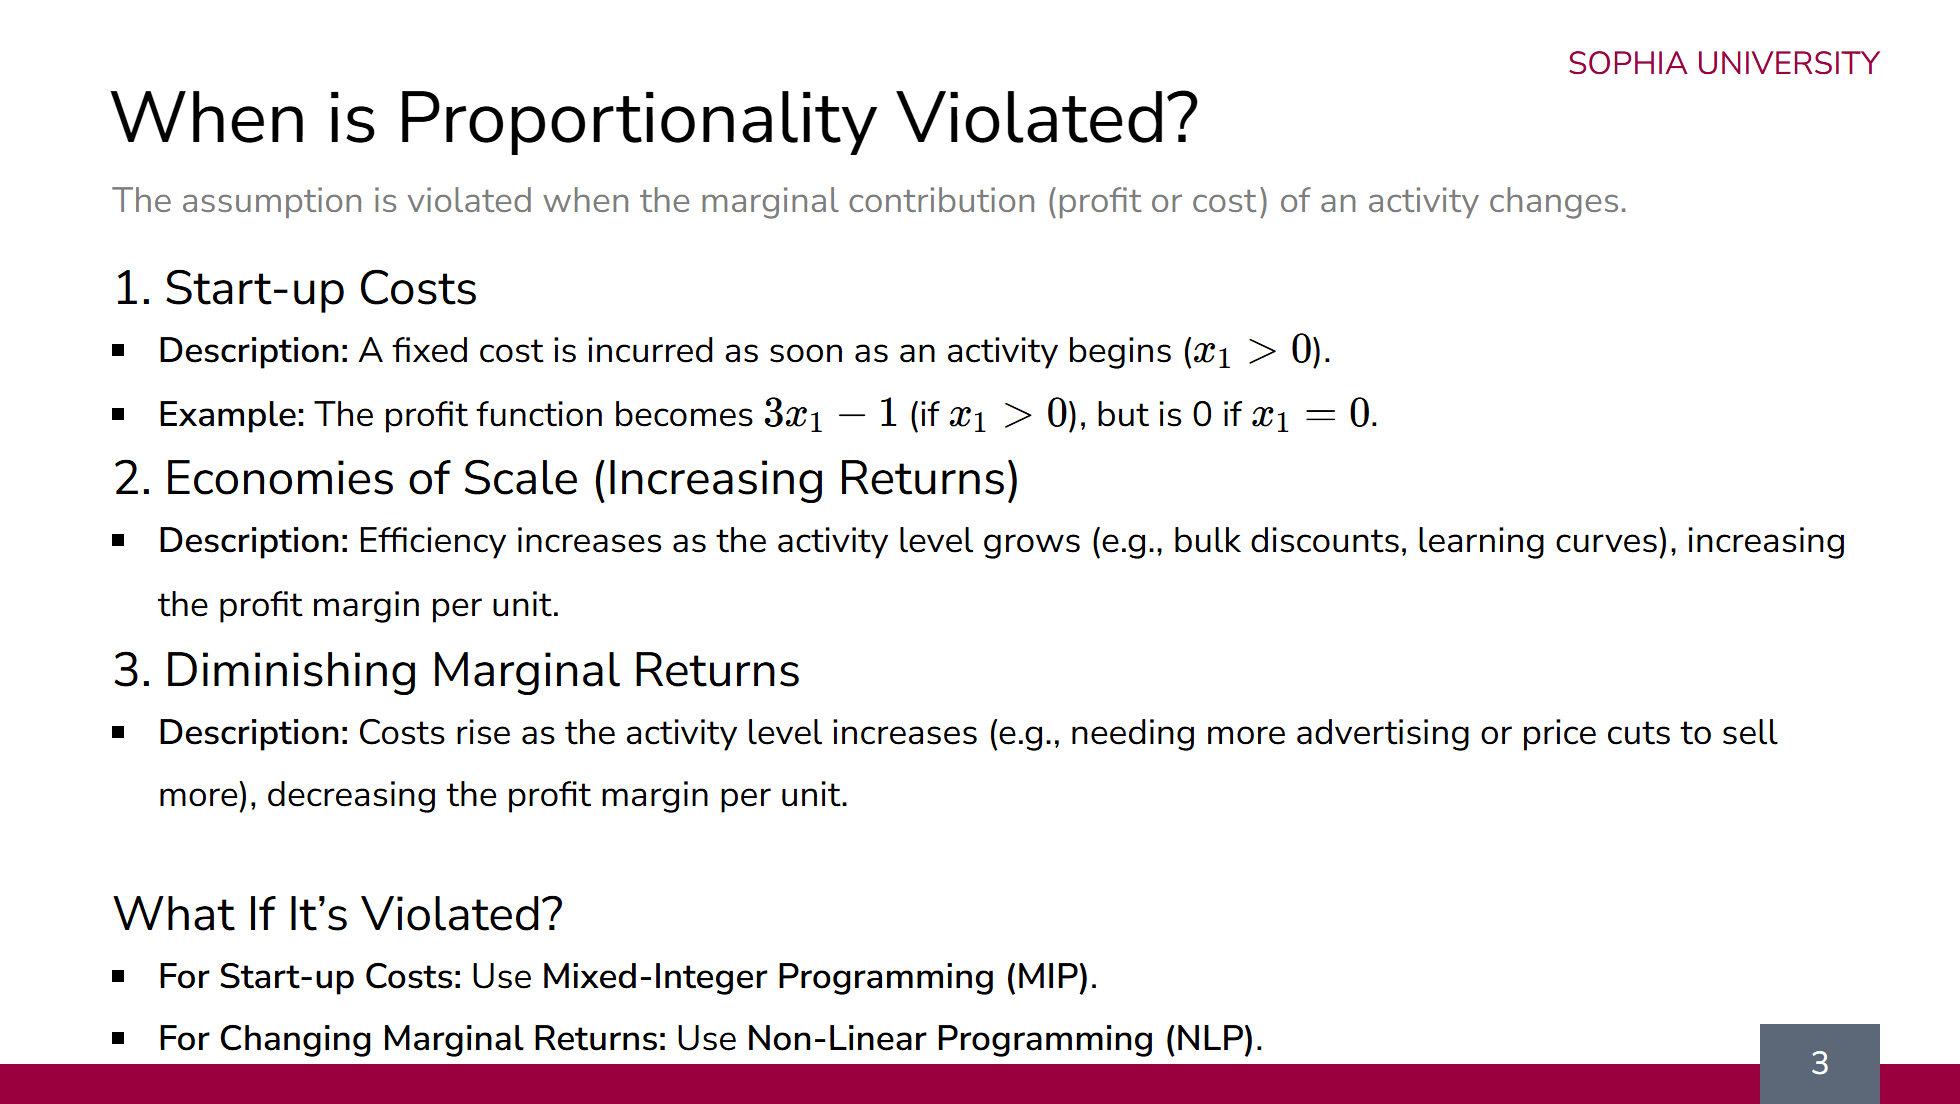 SOPHIA UNIVERSITY
When is Proportionality Violated?
The assumption is violated when the marginal contribution (profit or cost) of an activity changes.
1. Start-up Costs
▪ Description: A fixed cost is incurred as soon as an activity begins (x₁ > 0).
▪ Example: The profit function becomes 3x₁ − 1 (if x₁ > 0), but is 0 if x₁ = 0.
2. Economies of Scale (Increasing Returns)
▪ Description: Efficiency increases as the activity level grows (e.g., bulk discounts, learning curves), increasing
the profit margin per unit.
3. Diminishing Marginal Returns
▪ Description: Costs rise as the activity level increases (e.g., needing more advertising or price cuts to sell
more), decreasing the profit margin per unit.
What If It’s Violated?
▪ For Start-up Costs: Use Mixed-Integer Programming (MIP).
▪ For Changing Marginal Returns: Use Non-Linear Programming (NLP).
3